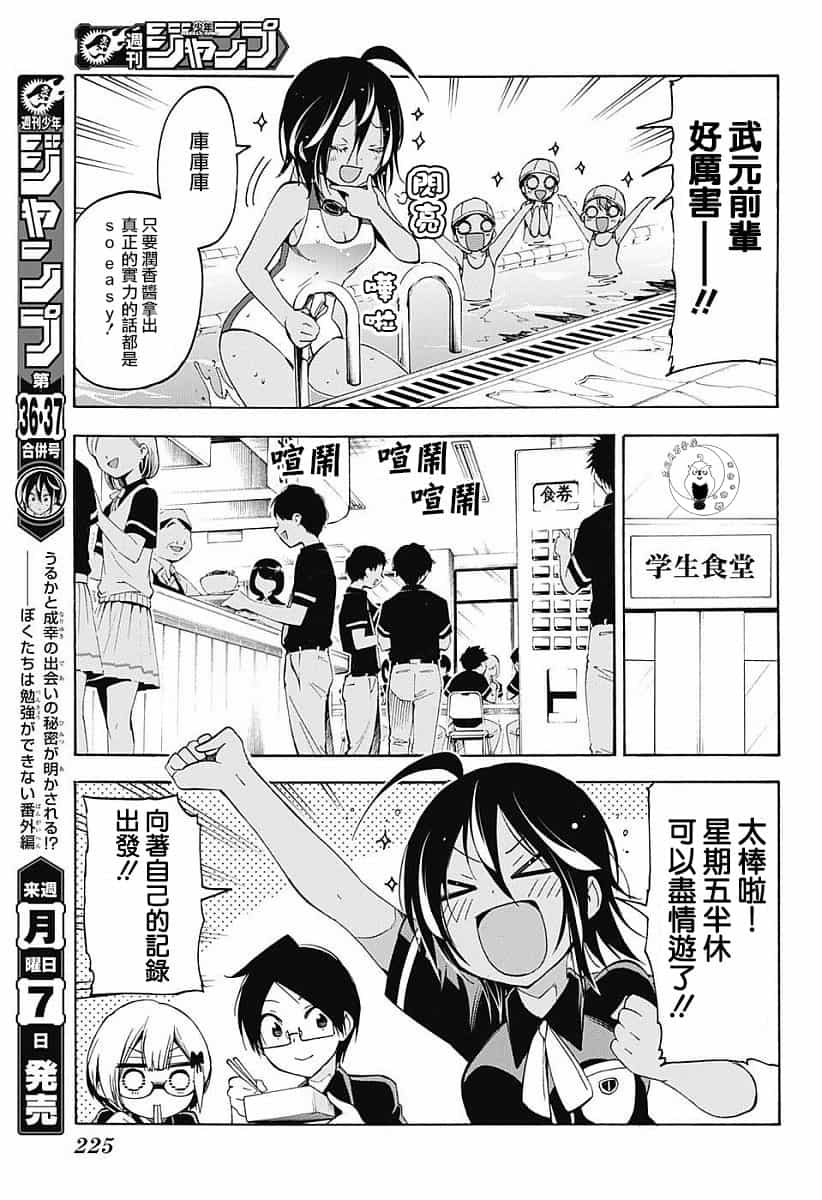 週刊
少年
ジャンプ
武元前輩
好厲害——!!
閃亮
嘩啦
庫庫庫
只要潤香醬拿出
真正的實力的話都是
so easy!
学生食堂
食券
喧鬧
喧鬧
喧鬧
太棒啦!
星期五半休
可以盡情遊了!!
向著自己的記錄
出發!!
週刊少年
ジャンプ
第
36・37
合併号
うるかと成幸の出会いの秘密が明かされる!?
——ぼくたちは勉強ができない番外編
来週
月
曜日
7
日
発売
225